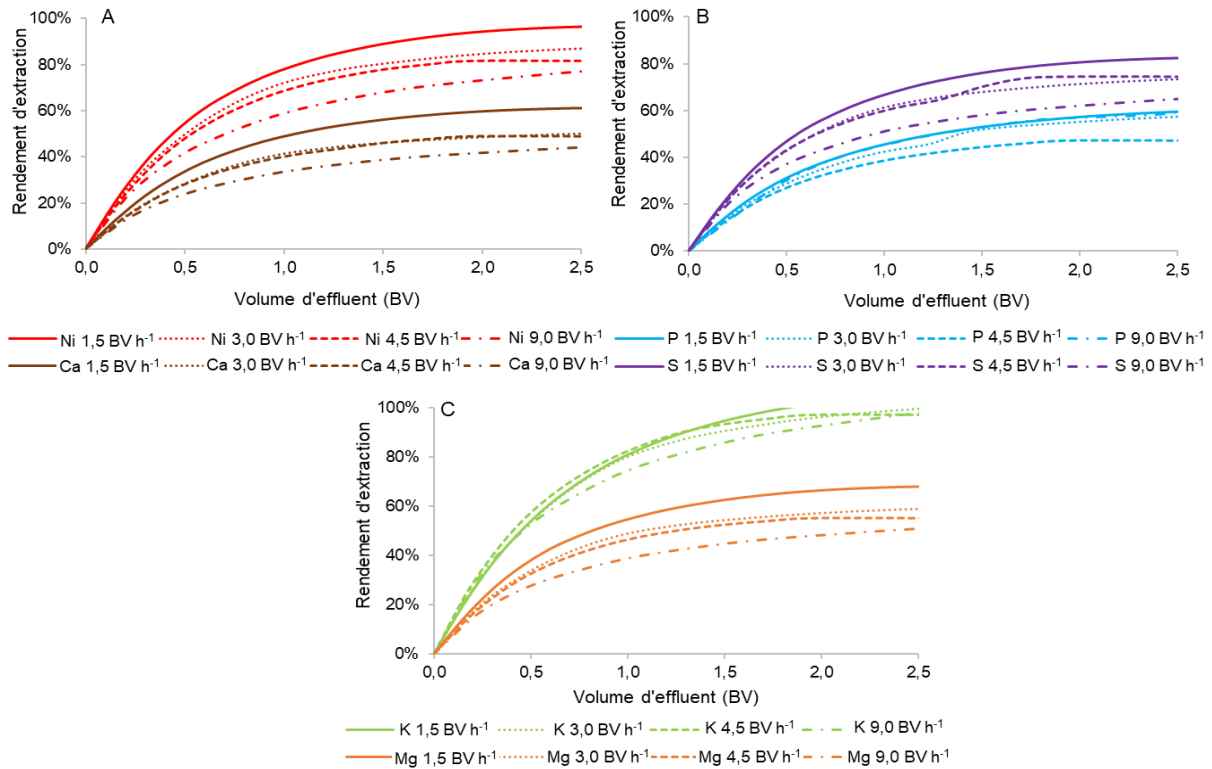 A
Rendement d'extraction
100%
80%
60%
40%
20%
0%
0,0 0,5 1,0 1,5 2,0 2,5
Volume d'effluent (BV)
Ni 1,5 BV h⁻¹ Ni 3,0 BV h⁻¹ Ni 4,5 BV h⁻¹ Ni 9,0 BV h⁻¹
Ca 1,5 BV h⁻¹ Ca 3,0 BV h⁻¹ Ca 4,5 BV h⁻¹ Ca 9,0 BV h⁻¹
B
Rendement d'extraction
100%
80%
60%
40%
20%
0%
0,0 0,5 1,0 1,5 2,0 2,5
Volume d'effluent (BV)
P 1,5 BV h⁻¹ P 3,0 BV h⁻¹ P 4,5 BV h⁻¹ P 9,0 BV h⁻¹
S 1,5 BV h⁻¹ S 3,0 BV h⁻¹ S 4,5 BV h⁻¹ S 9,0 BV h⁻¹
C
Rendement d'extraction
100%
80%
60%
40%
20%
0%
0,0 0,5 1,0 1,5 2,0 2,5
Volume d'effluent (BV)
K 1,5 BV h⁻¹ K 3,0 BV h⁻¹ K 4,5 BV h⁻¹ K 9,0 BV h⁻¹
Mg 1,5 BV h⁻¹ Mg 3,0 BV h⁻¹ Mg 4,5 BV h⁻¹ Mg 9,0 BV h⁻¹